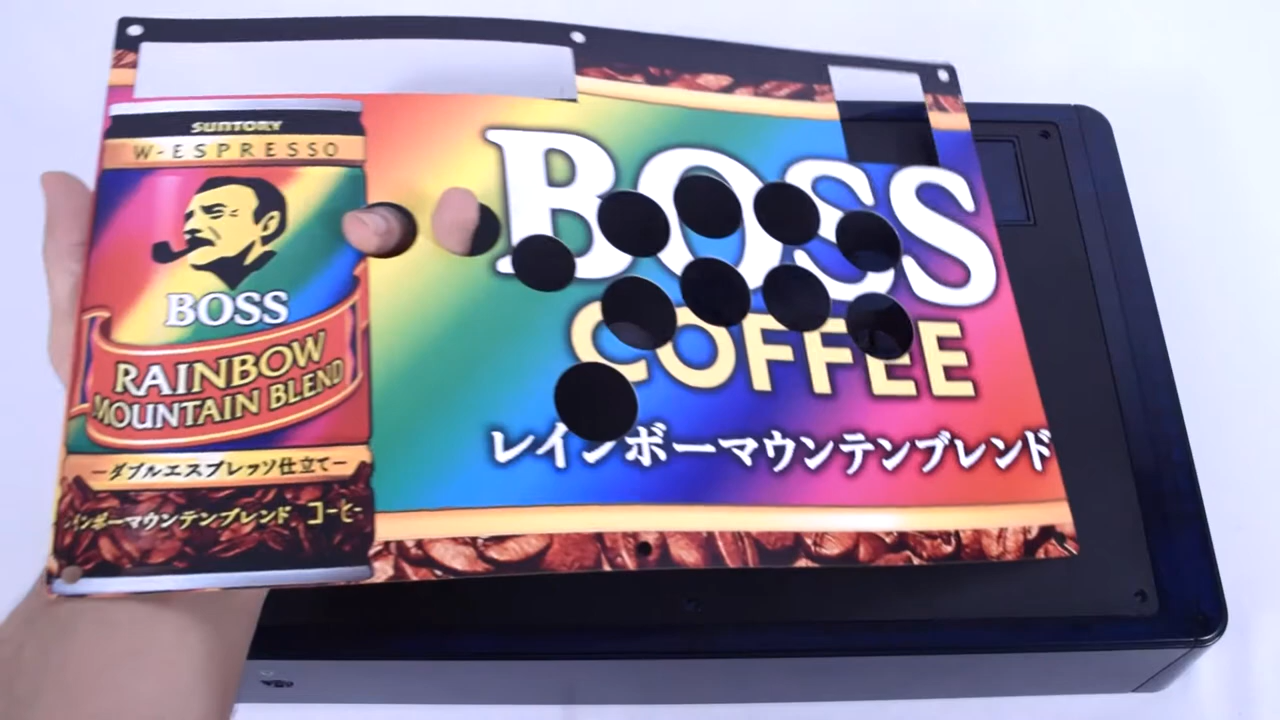 SUNTORY
W-ESPRESSO
BOSS
RAINBOW
MOUNTAIN BLEND
ーダブルエスプレッソ仕立てー
インボーマウンテンブレンド コーヒー
BOSS
COFFEE
レインボーマウンテンブレンド